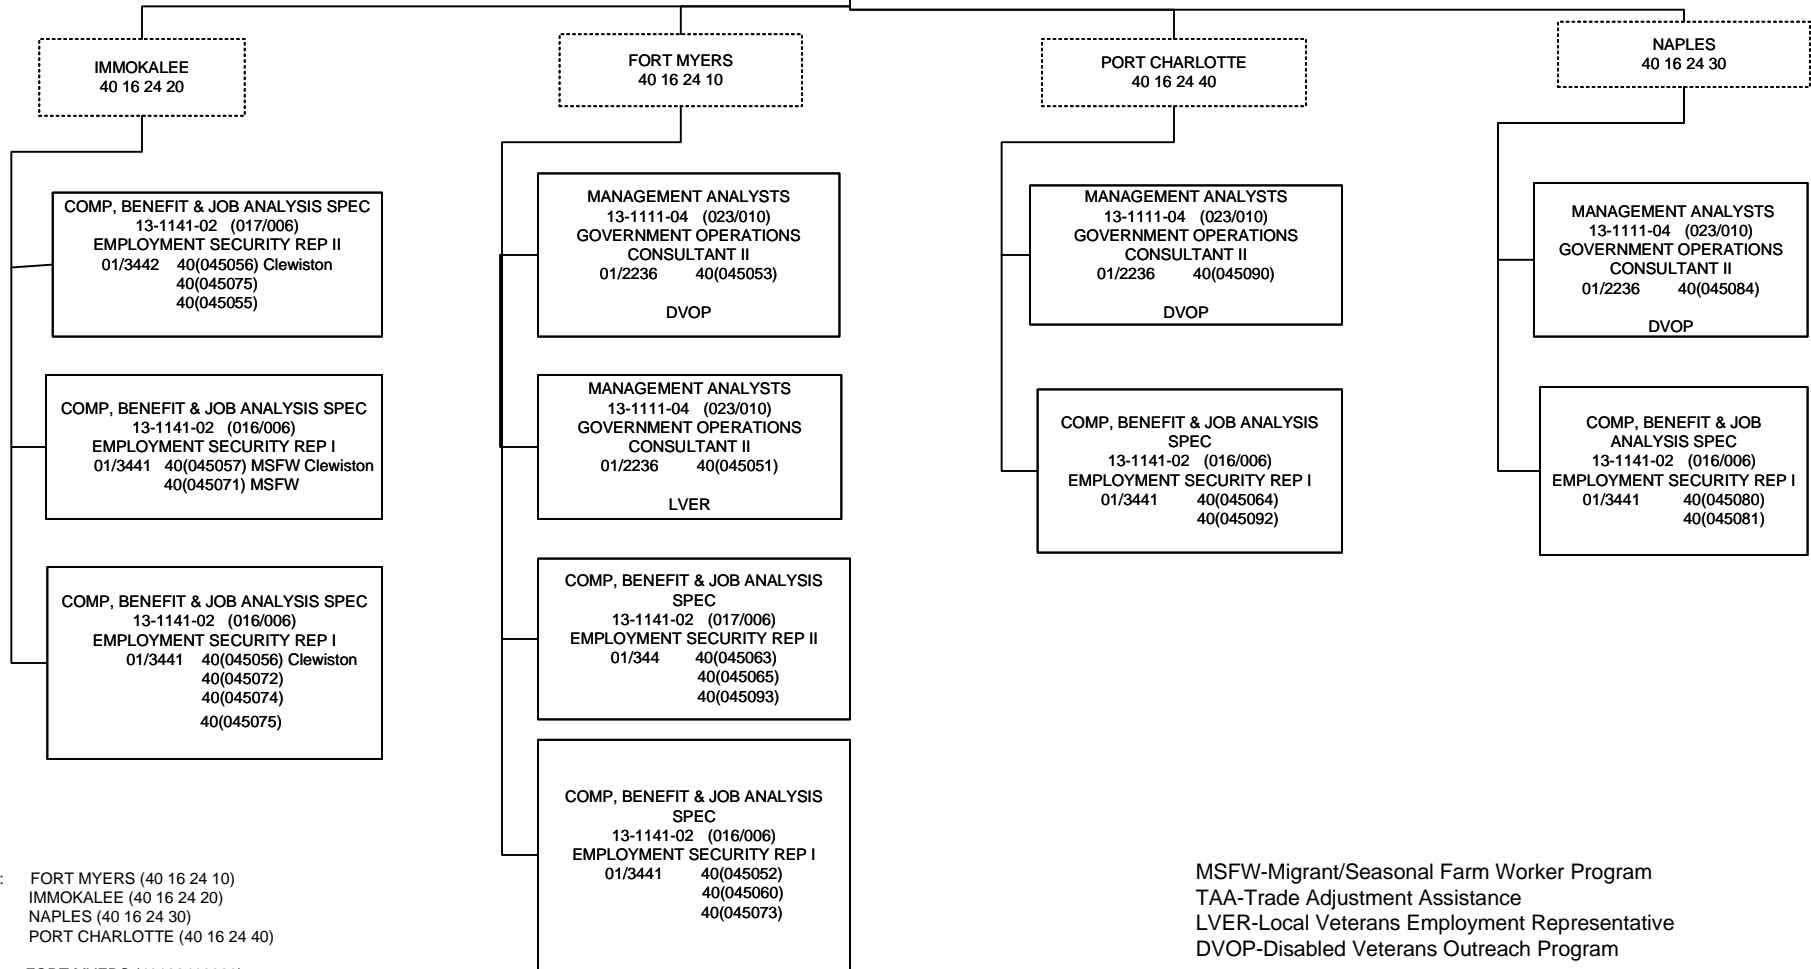 IMMOKALEE
40 16 24 20
COMP, BENEFIT & JOB ANALYSIS SPEC
13-1141-02 (017/006)
EMPLOYMENT SECURITY REP II
01/3442 40(045056) Clewiston
40(045075)
40(045055)
COMP, BENEFIT & JOB ANALYSIS SPEC
13-1141-02 (016/006)
EMPLOYMENT SECURITY REP I
01/3441 40(045057) MSFW Clewiston
40(045071) MSFW
COMP, BENEFIT & JOB ANALYSIS SPEC
13-1141-02 (016/006)
EMPLOYMENT SECURITY REP I
01/3441 40(045056) Clewiston
40(045072)
40(045074)
40(045075)
FORT MYERS
40 16 24 10
MANAGEMENT ANALYSTS
13-1111-04 (023/010)
GOVERNMENT OPERATIONS
CONSULTANT II
01/2236 40(045053)
DVOP
MANAGEMENT ANALYSTS
13-1111-04 (023/010)
GOVERNMENT OPERATIONS
CONSULTANT II
01/2236 40(045051)
LVER
COMP, BENEFIT & JOB ANALYSIS
SPEC
13-1141-02 (017/006)
EMPLOYMENT SECURITY REP II
01/344 40(045063)
40(045065)
40(045093)
COMP, BENEFIT & JOB ANALYSIS
SPEC
13-1141-02 (016/006)
EMPLOYMENT SECURITY REP I
01/3441 40(045052)
40(045060)
40(045073)
PORT CHARLOTTE
40 16 24 40
MANAGEMENT ANALYSTS
13-1111-04 (023/010)
GOVERNMENT OPERATIONS
CONSULTANT II
01/2236 40(045090)
DVOP
COMP, BENEFIT & JOB ANALYSIS
SPEC
13-1141-02 (016/006)
EMPLOYMENT SECURITY REP I
01/3441 40(045064)
40(045092)
NAPLES
40 16 24 30
MANAGEMENT ANALYSTS
13-1111-04 (023/010)
GOVERNMENT OPERATIONS
CONSULTANT II
01/2236 40(045084)
DVOP
COMP, BENEFIT & JOB
ANALYSIS SPEC
13-1141-02 (016/006)
EMPLOYMENT SECURITY REP I
01/3441 40(045080)
40(045081)
: FORT MYERS (40 16 24 10)
IMMOKALEE (40 16 24 20)
NAPLES (40 16 24 30)
PORT CHARLOTTE (40 16 24 40)
MSFW-Migrant/Seasonal Farm Worker Program
TAA-Trade Adjustment Assistance
LVER-Local Veterans Employment Representative
DVOP-Disabled Veterans Outreach Program